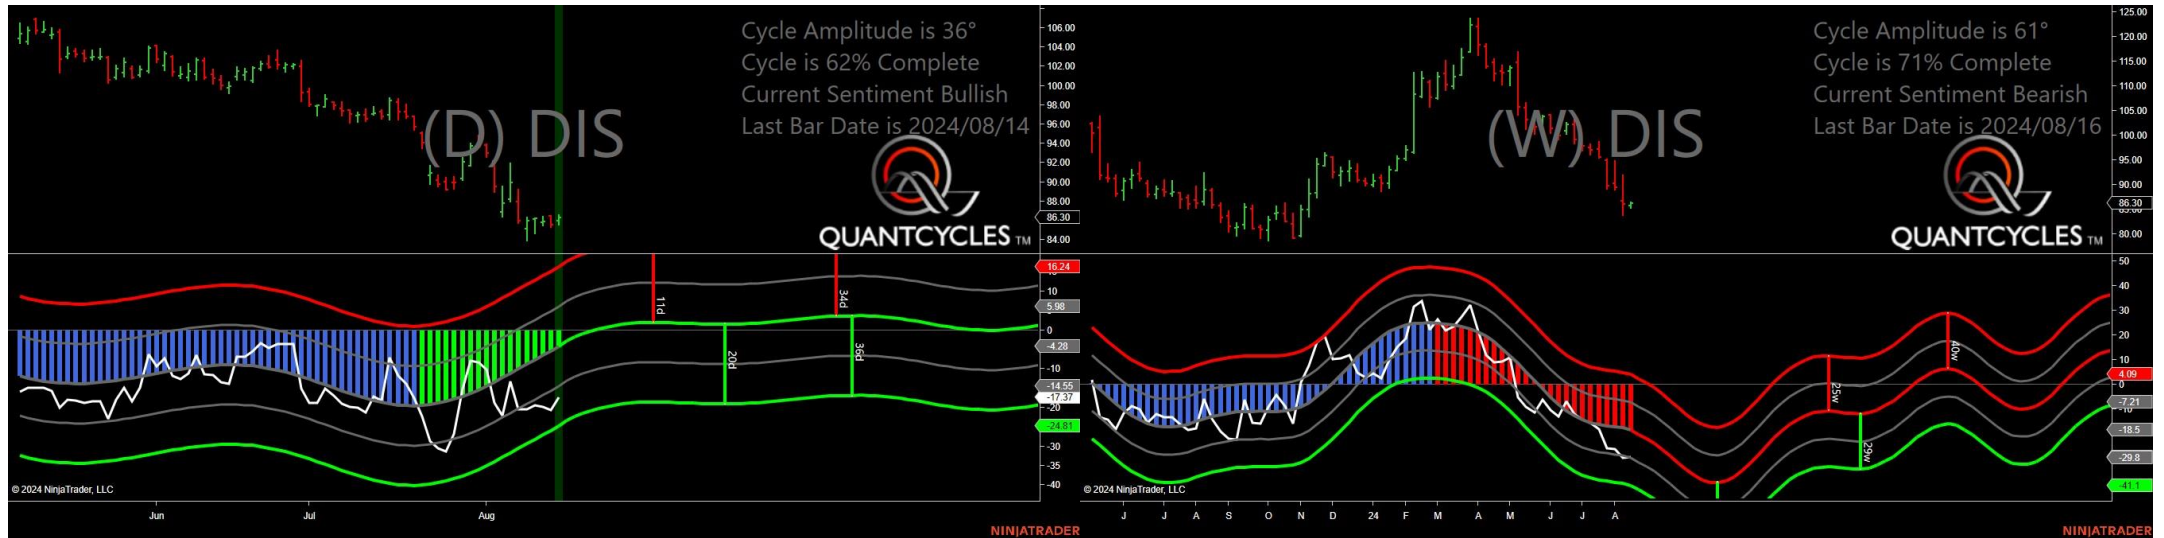 Cycle Amplitude is 36°
Cycle is 62% Complete
Current Sentiment Bullish
Last Bar Date is 2024/08/14
(D) DIS
QUANTCYCLES TM
106.00
104.00
102.00
100.00
98.00
96.00
94.00
92.00
90.00
88.00
86.30
84.00
16.24
10
5.98
0
-4.28
-10
-14.55
-17.37
-20
-24.81
-30
-35
-40
11d
20d
34d
36d
© 2024 NinjaTrader, LLC
Jun
Jul
Aug
NINJATRADER
Cycle Amplitude is 61°
Cycle is 71% Complete
Current Sentiment Bearish
Last Bar Date is 2024/08/16
(W) DIS
QUANTCYCLES TM
125.00
120.00
115.00
110.00
105.00
100.00
95.00
90.00
86.30
80.00
50
40
30
20
10
4.09
0
-7.21
-18.5
-29.8
-41.1
25w
29w
40w
© 2024 NinjaTrader, LLC
J
J
A
S
O
N
D
24
F
M
A
M
J
J
A
NINJATRADER